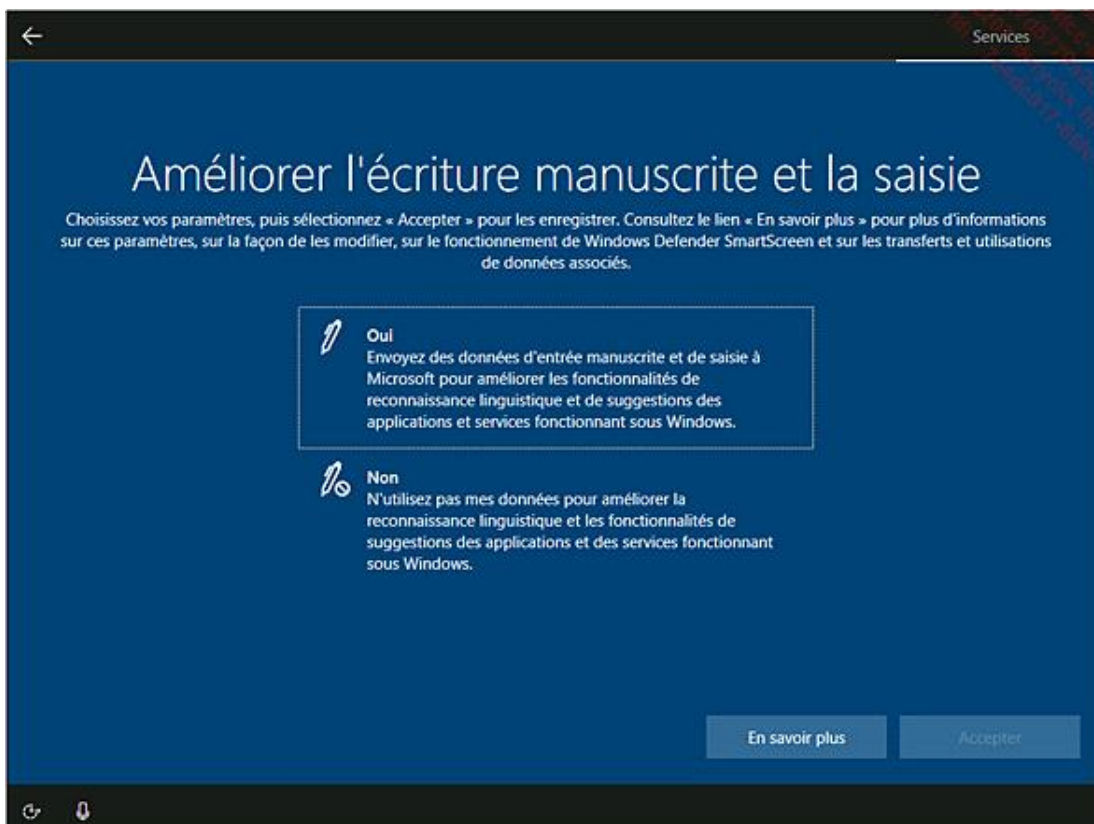 Services
Améliorer l'écriture manuscrite et la saisie
Choisissez vos paramètres, puis sélectionnez « Accepter » pour les enregistrer. Consultez le lien « En savoir plus » pour plus d'informations
sur ces paramètres, sur la façon de les modifier, sur le fonctionnement de Windows Defender SmartScreen et sur les transferts et utilisations
de données associés.
Oui
Envoyez des données d'entrée manuscrite et de saisie à
Microsoft pour améliorer les fonctionnalités de
reconnaissance linguistique et de suggestions des
applications et services fonctionnant sous Windows.
Non
N'utilisez pas mes données pour améliorer la
reconnaissance linguistique et les fonctionnalités de
suggestions des applications et des services fonctionnant
sous Windows.
En savoir plus
Accepter